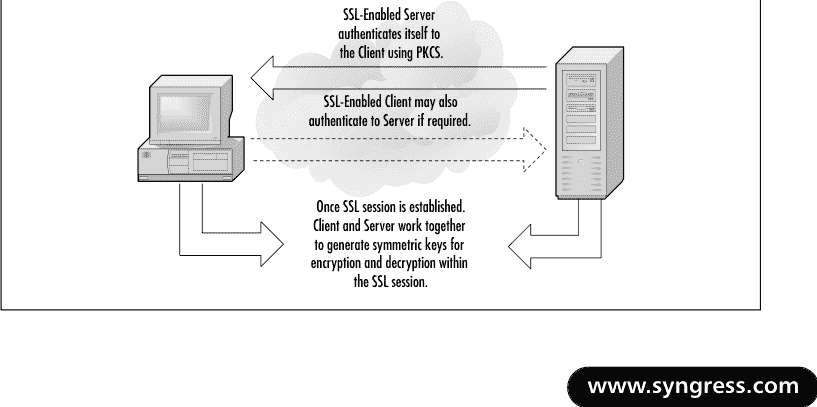 SSL-Enabled Server
authenticates itself to
the Client using PKCS.
SSL-Enabled Client may also
authenticate to Server if required.
Once SSL session is established.
Client and Server work together
to generate symmetric keys for
encryption and decryption within
the SSL session.
www.syngress.com